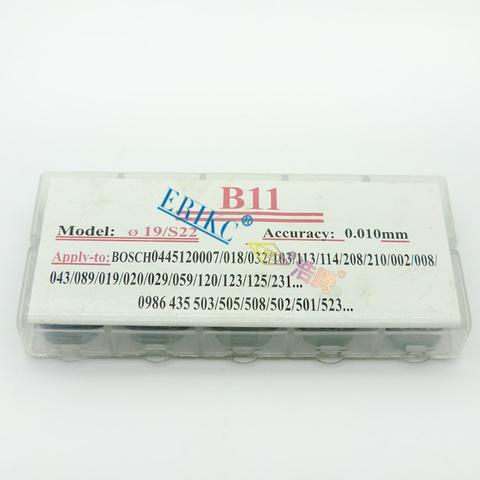 B11
ERIKC®
Model: ø 19/S22 Accuracy: 0.010mm
浩腾
Apply-to: BOSCH0445120007/018/032/103/113/114/208/210/002/008/
043/089/019/020/029/059/120/123/125/231...
0986 435 503/505/508/502/501/523...